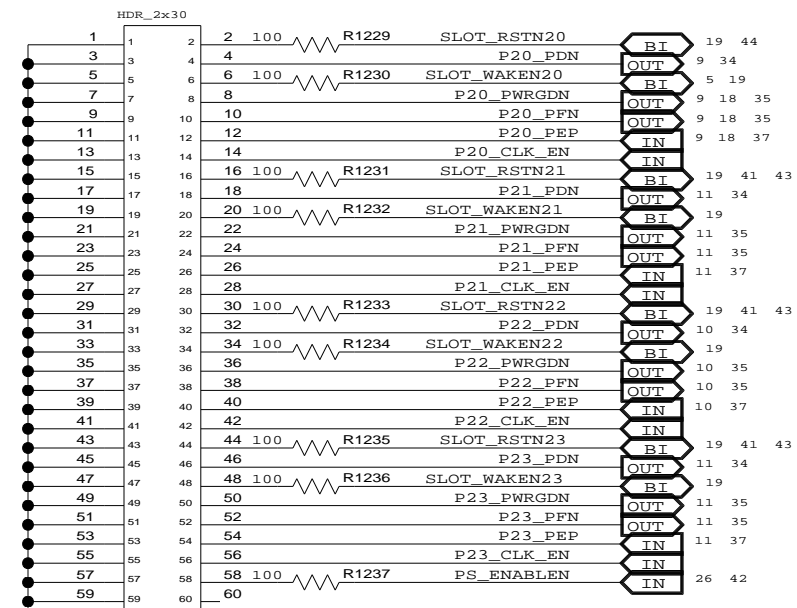 HDR_2x30
1 1 2 2 100 R1229 SLOT_RSTN20 BI 19 44
3 3 4 4 P20_PDN OUT 9 34
5 5 6 6 100 R1230 SLOT_WAKEN20 BI 5 19
7 7 8 8 P20_PWRGDN OUT 9 18 35
9 9 10 10 P20_PFN OUT 9 18 35
11 11 12 12 P20_PEP IN 9 18 37
13 13 14 14 P20_CLK_EN IN
15 15 16 16 100 R1231 SLOT_RSTN21 BI 19 41 43
17 17 18 18 P21_PDN OUT 11 34
19 19 20 20 100 R1232 SLOT_WAKEN21 BI 19
21 21 22 22 P21_PWRGDN OUT 11 35
23 23 24 24 P21_PFN OUT 11 35
25 25 26 26 P21_PEP IN 11 37
27 27 28 28 P21_CLK_EN IN
29 29 30 30 100 R1233 SLOT_RSTN22 BI 19 41 43
31 31 32 32 P22_PDN OUT 10 34
33 33 34 34 100 R1234 SLOT_WAKEN22 BI 19
35 35 36 36 P22_PWRGDN OUT 10 35
37 37 38 38 P22_PFN OUT 10 35
39 39 40 40 P22_PEP IN 10 37
41 41 42 42 P22_CLK_EN IN
43 43 44 44 100 R1235 SLOT_RSTN23 BI 19 41 43
45 45 46 46 P23_PDN OUT 11 34
47 47 48 48 100 R1236 SLOT_WAKEN23 BI 19
49 49 50 50 P23_PWRGDN OUT 11 35
51 51 52 52 P23_PFN OUT 11 35
53 53 54 54 P23_PEP IN 11 37
55 55 56 56 P23_CLK_EN IN
57 57 58 58 100 R1237 PS_ENABLEN IN 26 42
59 59 60 60